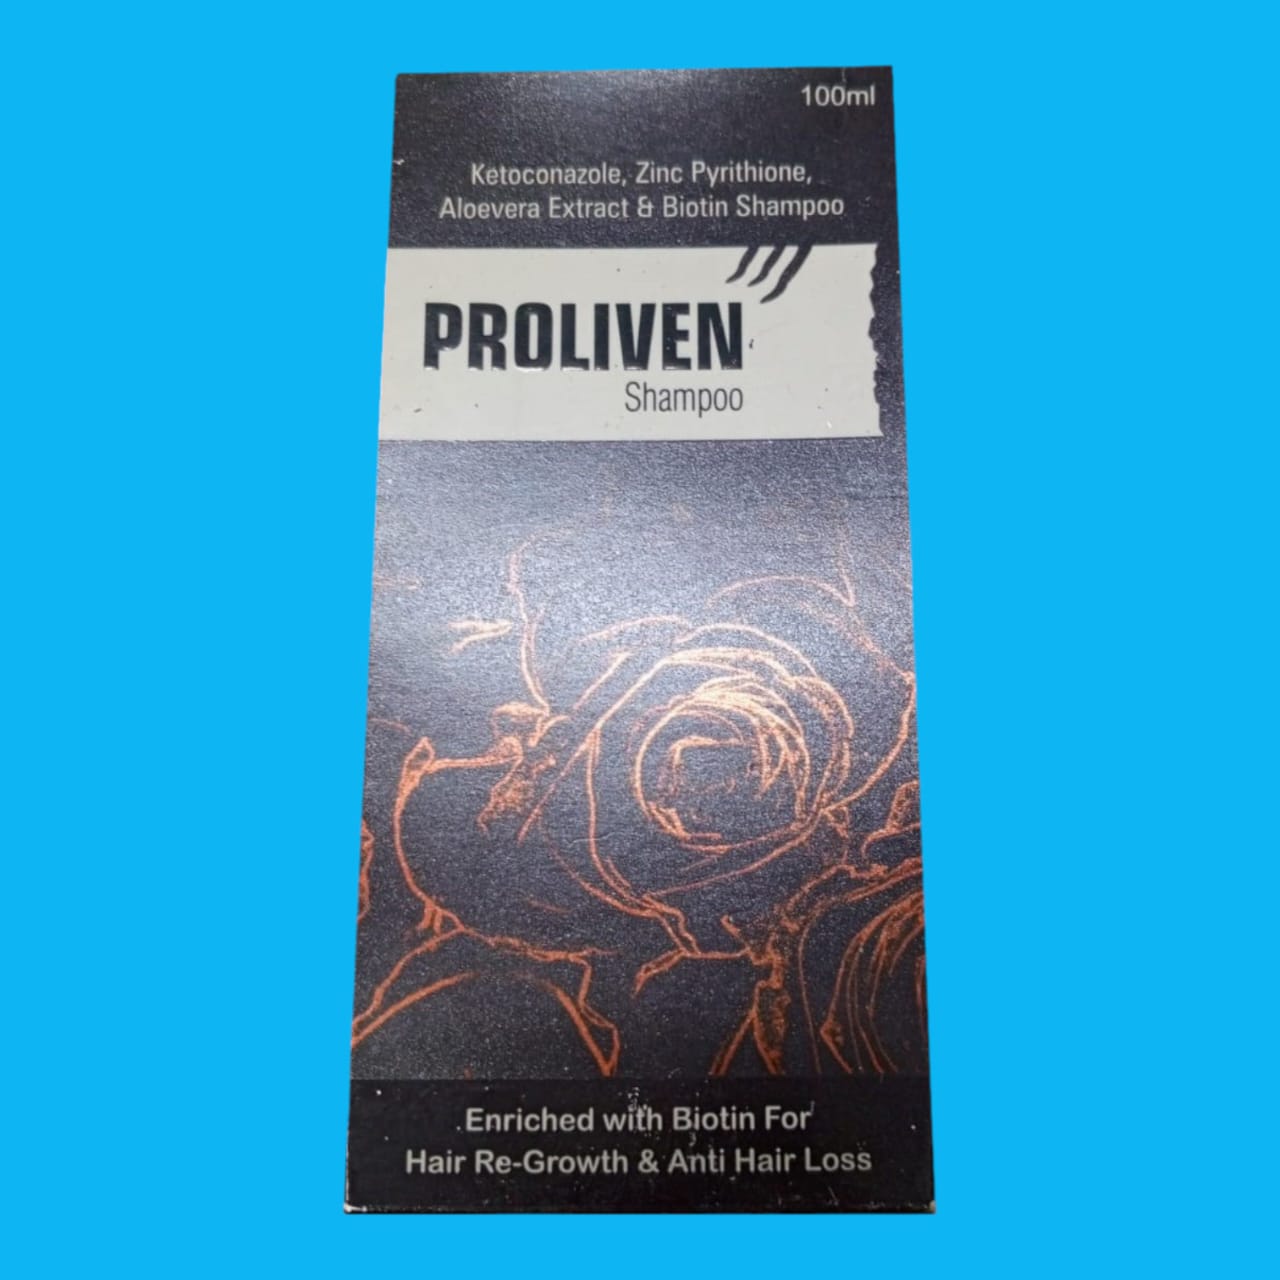 100ml
Ketoconazole, Zinc Pyrithione,
Aloevera Extract & Biotin Shampoo
PROLIVEN
Shampoo
Enriched with Biotin For
Hair Re-Growth & Anti Hair Loss